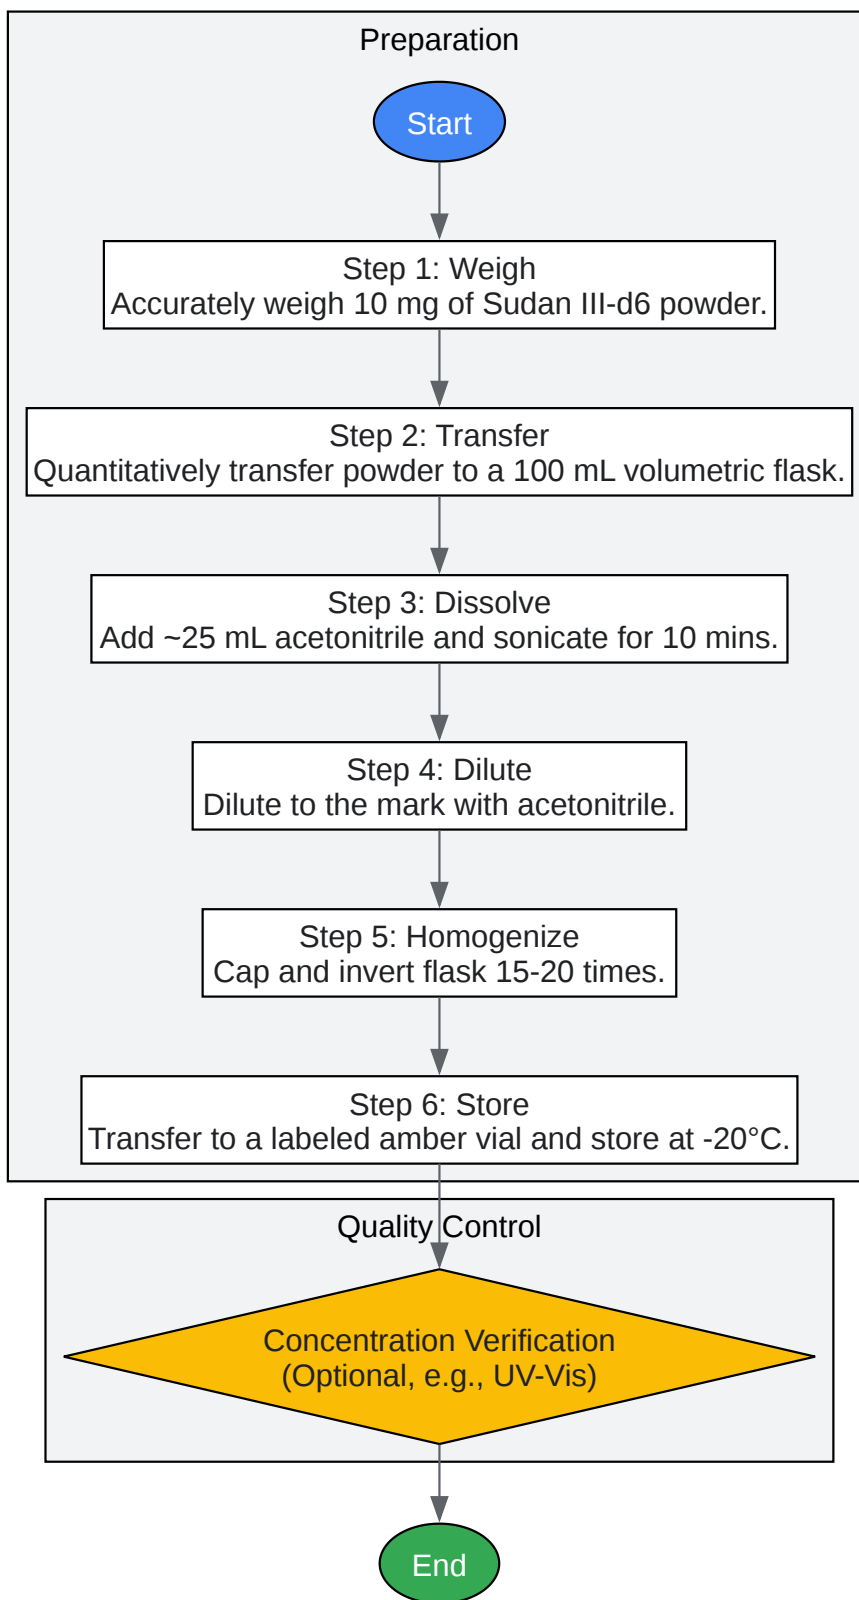 Preparation
Start
Step 1: Weigh
Accurately weigh 10 mg of Sudan III-d6 powder.
Step 2: Transfer
Quantitatively transfer powder to a 100 mL volumetric flask.
Step 3: Dissolve
Add ~25 mL acetonitrile and sonicate for 10 mins.
Step 4: Dilute
Dilute to the mark with acetonitrile.
Step 5: Homogenize
Cap and invert flask 15-20 times.
Step 6: Store
Transfer to a labeled amber vial and store at -20°C.
Quality Control
Concentration Verification
(Optional, e.g., UV-Vis)
End